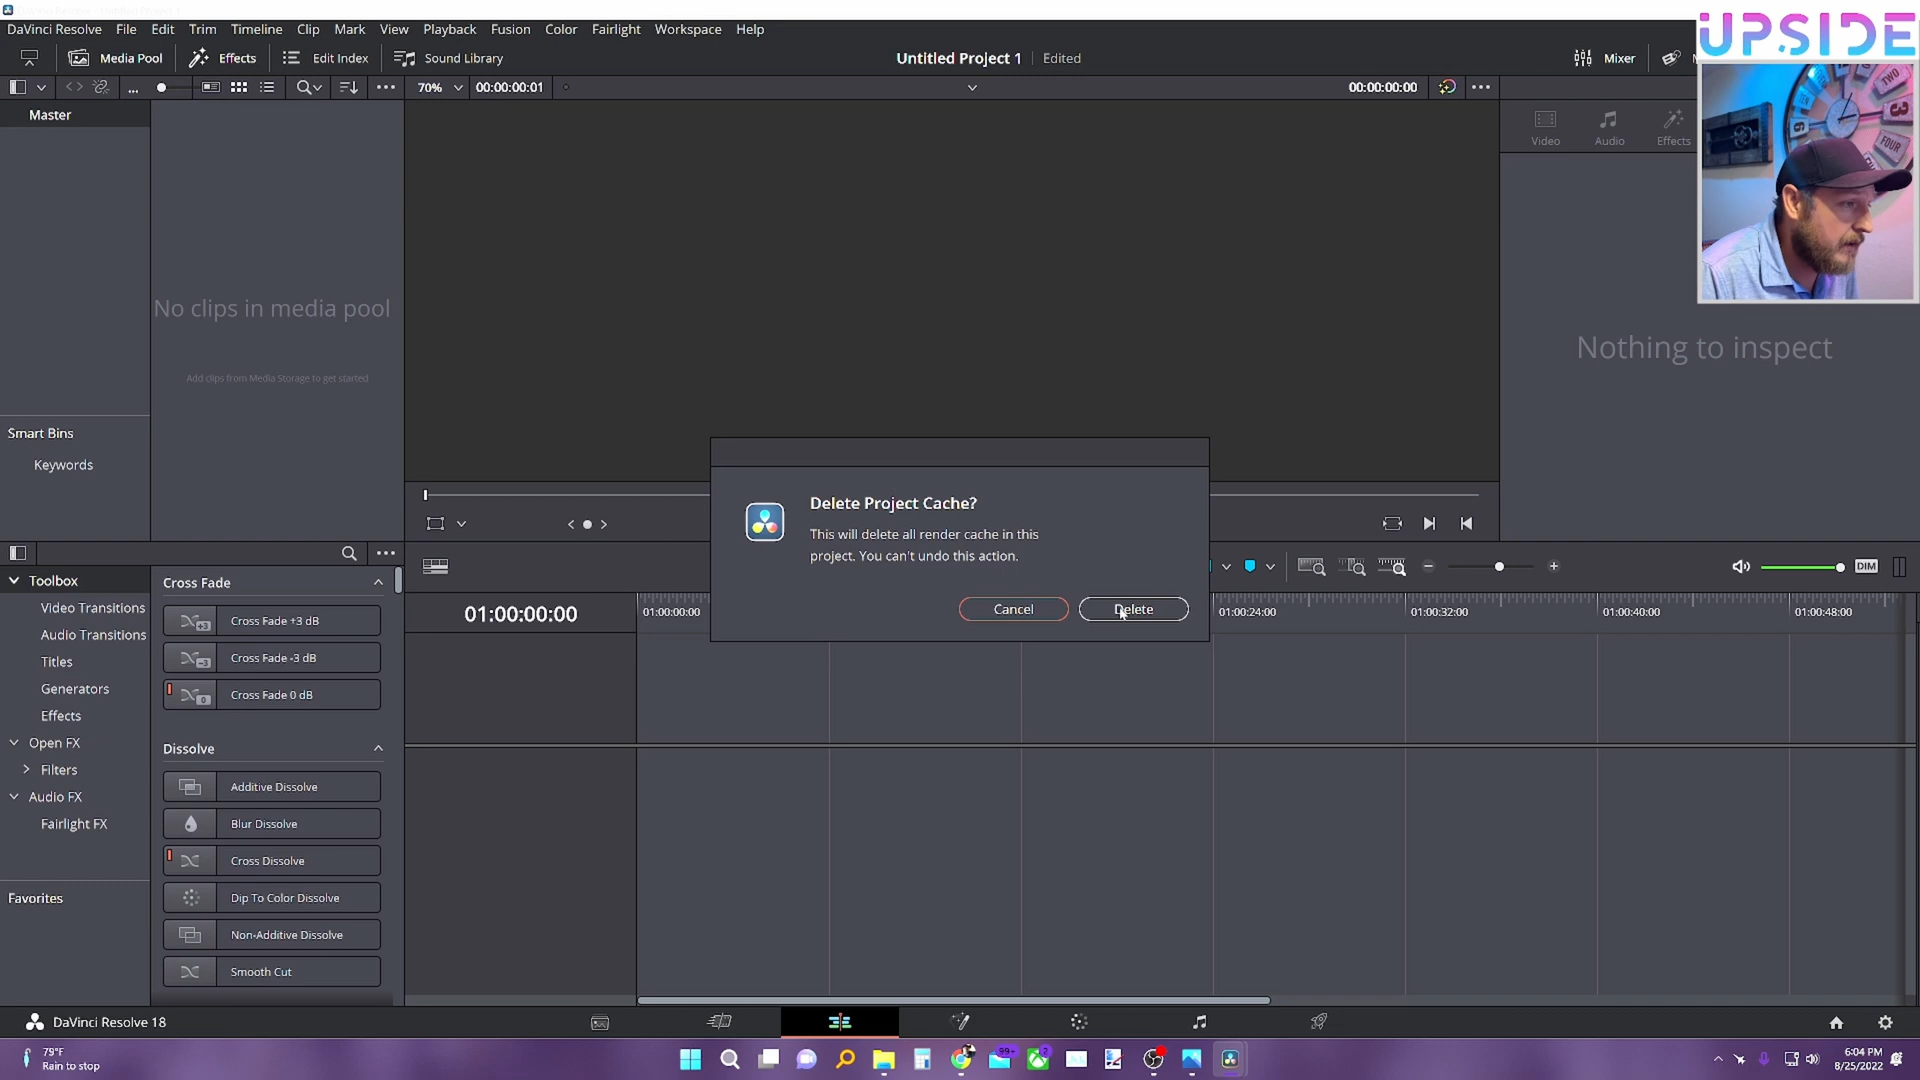 DaVinci Resolve File Edit Trim Timeline Clip Mark View Playback Fusion Color Fairlight Workspace Help
UPSIDE
Media Pool Effects Edit Index Sound Library
Untitled Project 1 Edited
Mixer
70% 00:00:00:01
00:00:00:00
Master
Video Audio Effects
No clips in media pool
Add clips from Media Storage to get started
Nothing to inspect
TWO
3
FOUR
6
Smart Bins
Keywords
Delete Project Cache?
This will delete all render cache in this
project. You can't undo this action.
Cancel Delete
DIM
Toolbox
Video Transitions
Audio Transitions
Titles
Generators
Effects
Open FX
Filters
Audio FX
Fairlight FX
Favorites
Cross Fade
Cross Fade +3 dB
Cross Fade -3 dB
Cross Fade 0 dB
Dissolve
Additive Dissolve
Blur Dissolve
Cross Dissolve
Dip To Color Dissolve
Non-Additive Dissolve
Smooth Cut
01:00:00:00
01:00:00:00 01:00:24:00 01:00:32:00 01:00:40:00 01:00:48:00
DaVinci Resolve 18
79°F
Rain to stop
99+
2
6:04 PM
8/25/2022